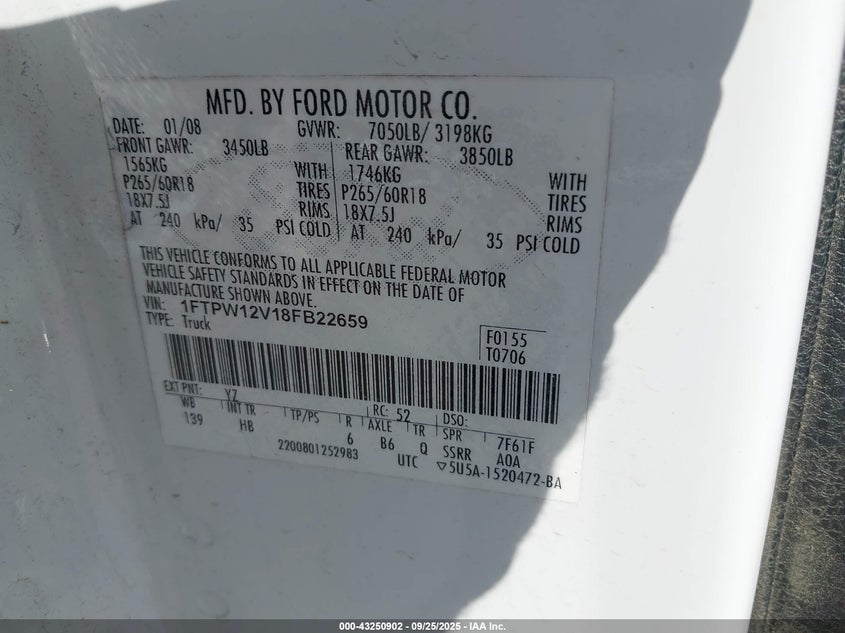 MFD. BY FORD MOTOR CO.
DATE: 01/08 GVWR: 7050LB/ 3198KG
FRONT GAWR: 3450LB REAR GAWR: 3850LB
1565KG WITH 1746KG WITH
P265/60R18 TIRES P265/60R18 TIRES
18X7.5J RIMS 18X7.5J RIMS
AT 240 kPa/ 35 PSI COLD AT 240 kPa/ 35 PSI COLD
THIS VEHICLE CONFORMS TO ALL APPLICABLE FEDERAL MOTOR
VEHICLE SAFETY STANDARDS IN EFFECT ON THE DATE OF
MANUFACTURE SHOWN ABOVE.
VIN: 1FTPW12V18FB22659
TYPE: Truck
F0155
T0706
EXT PNT: YZ RC: 52 DSO:
WB INT TR TP/PS R AXLE TR SPR 7F61F
139 HB 6 B6 Q SSRR A0A
2200801252983 UTC ▽5U5A-1520472-BA
000-43250902 - 09/25/2025 - IAA Inc.